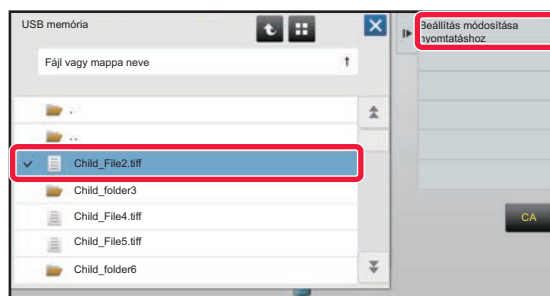 USB memória
Beállítás módosítása
nyomtatáshoz
Fájl vagy mappa neve
.
..
Child_File2.tiff
Child_folder3
Child_File4.tiff
Child_File5.tiff
Child_folder6
CA